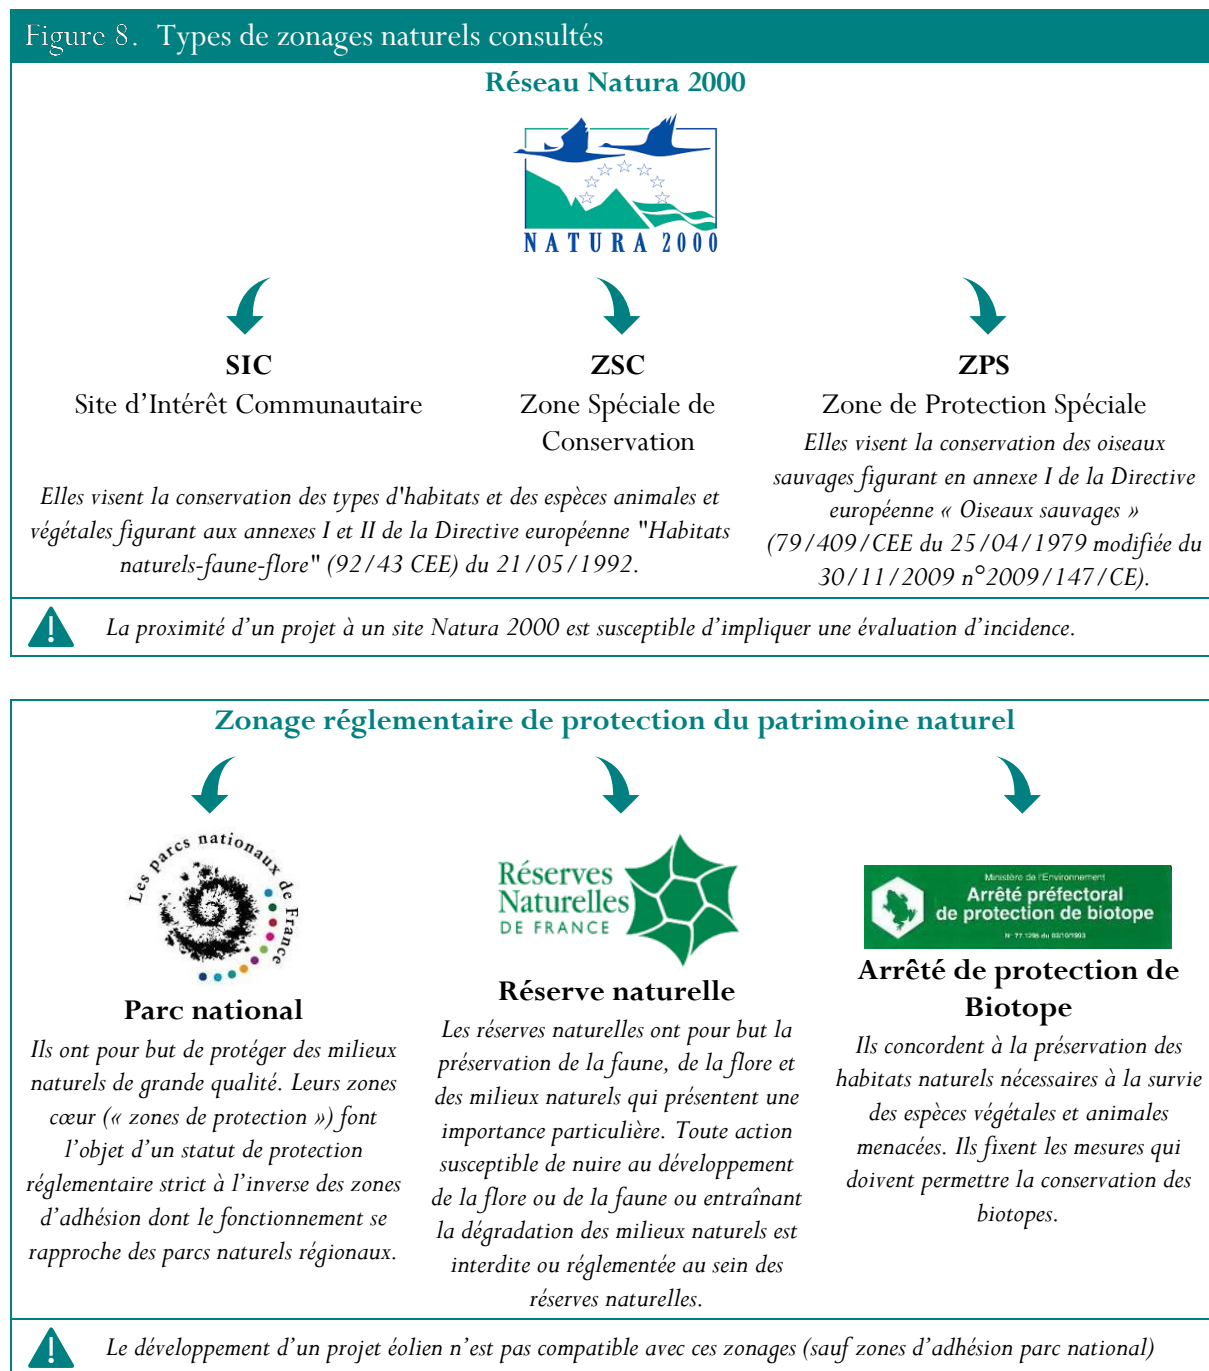 Figure 8. Types de zonages naturels consultés
Réseau Natura 2000
NATURA 2000
SIC
Site d’Intérêt Communautaire
ZSC
Zone Spéciale de
Conservation
Elles visent la conservation des types d'habitats et des espèces animales et
végétales figurant aux annexes I et II de la Directive européenne "Habitats
naturels-faune-flore" (92/43 CEE) du 21/05/1992.
ZPS
Zone de Protection Spéciale
Elles visent la conservation des oiseaux
sauvages figurant en annexe I de la Directive
européenne « Oiseaux sauvages »
(79/409/CEE du 25/04/1979 modifiée du
30/11/2009 n°2009/147/CE).
La proximité d’un projet à un site Natura 2000 est susceptible d’impliquer une évaluation d’incidence.
Zonage réglementaire de protection du patrimoine naturel
Les parcs nationaux de France
Parc national
Ils ont pour but de protéger des milieux
naturels de grande qualité. Leurs zones
cœur (« zones de protection ») font
l’objet d’un statut de protection
réglementaire strict à l’inverse des zones
d’adhésion dont le fonctionnement se
rapproche des parcs naturels régionaux.
Réserves
Naturelles
DE FRANCE
Réserve naturelle
Les réserves naturelles ont pour but la
préservation de la faune, de la flore et
des milieux naturels qui présentent une
importance particulière. Toute action
susceptible de nuire au développement
de la flore ou de la faune ou entraînant
la dégradation des milieux naturels est
interdite ou réglementée au sein des
réserves naturelles.
Ministère de l'Environnement
Arrêté préfectoral
de protection de biotope
Arrêté de protection de
Biotope
Ils concordent à la préservation des
habitats naturels nécessaires à la survie
des espèces végétales et animales
menacées. Ils fixent les mesures qui
doivent permettre la conservation des
biotopes.
Le développement d’un projet éolien n’est pas compatible avec ces zonages (sauf zones d’adhésion parc national)